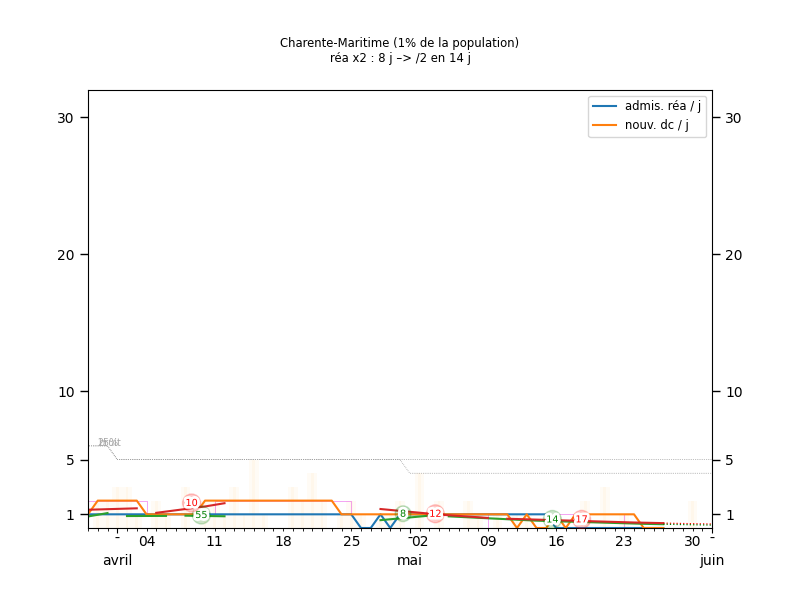 Charente-Maritime (1% de la population)
réa x2 : 8 j –> /2 en 14 j
admis. réa / j
nouv. dc / j
30 30
20 20
10 10
5 5
1 1
10
55
8
12
14
17
- 04 11 18 25 - 02 09 16 23 30 -
avril mai juin